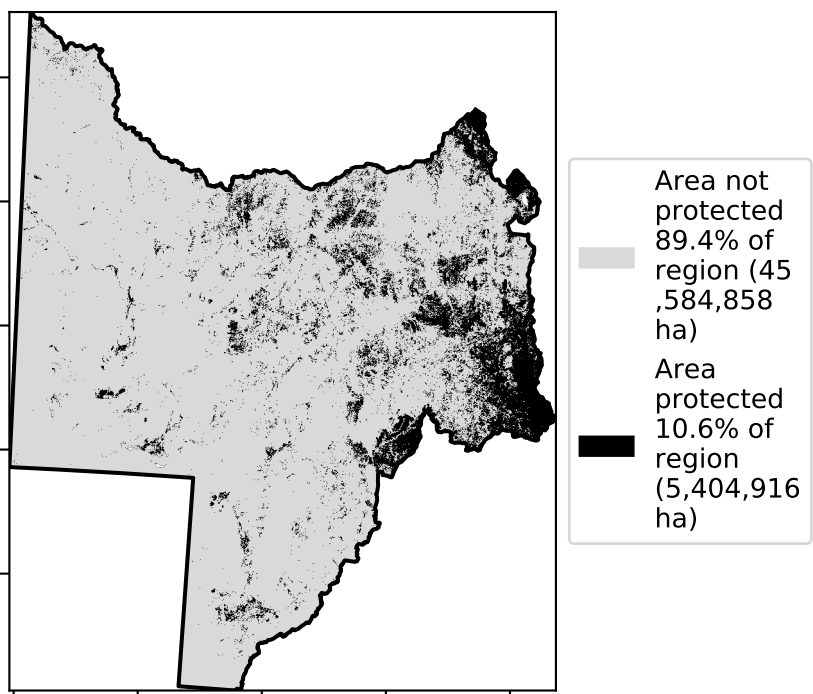 Area not
protected
89.4% of
region (45
,584,858
ha)
Area
protected
10.6% of
region
(5,404,916
ha)